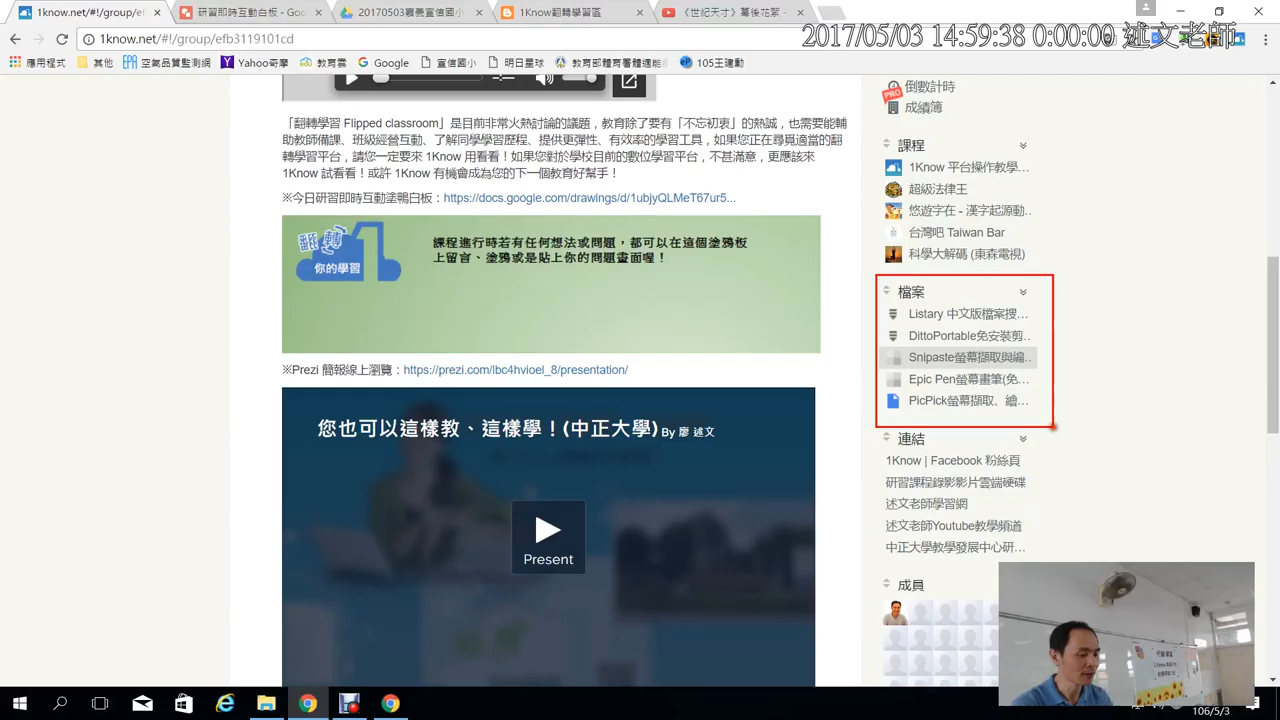 1know.net/#!/group/ef
研習即時互動白板 - Goo
20170503嘉義宣信國小
1Know翻轉學習區
《世紀天才》幕後花絮
1know.net/#!/group/efb3119101cd
2017/05/03 14:59:38 0:00:00 述文老師
應用程式
其他
空氣品質監測網
Yahoo奇摩
教育雲
Google
宣信國小
明日星球
教育部體育署體適能
105王建勳
倒數計時
PRO
成績簿
「翻轉學習 Flipped classroom」是目前非常火熱討論的議題，教育除了要有「不忘初衷」的熱誠，也需要能輔
助教師備課、班級經營互動、了解同學學習歷程、提供更彈性、有效率的學習工具，如果您正在尋覓適當的翻
轉學習平台，請您一定要來 1Know 用看看！如果您對於學校目前的數位學習平台，不甚滿意，更應該來
1Know 試看看！或許 1Know 有機會成為您的下一個教育好幫手！
※今日研習即時互動塗鴨白板：https://docs.google.com/drawings/d/1ubjyQLMeT67ur5...
翻轉
你的學習
課程進行時若有任何想法或問題，都可以在這個塗鴉板
上留言、塗鴉或是貼上你的問題畫面喔！
※Prezi 簡報線上瀏覽：https://prezi.com/lbc4hvioel_8/presentation/
您也可以這樣教、這樣學！(中正大學) By 廖 述文
Present
課程
1Know 平台操作教學...
超級法律王
悠遊字在 - 漢字起源動..
台灣吧 Taiwan Bar
科學大解碼 (東森電視)
檔案
Listary 中文版檔案搜...
DittoPortable免安裝剪..
Snipaste螢幕擷取與編..
Epic Pen螢幕畫筆(免...
PicPick螢幕擷取、繪...
連結
1Know | Facebook 粉絲頁
研習課程錄影影片雲端硬碟
述文老師學習網
述文老師Youtube教學頻道
中正大學教學發展中心研...
成員
106/5/3